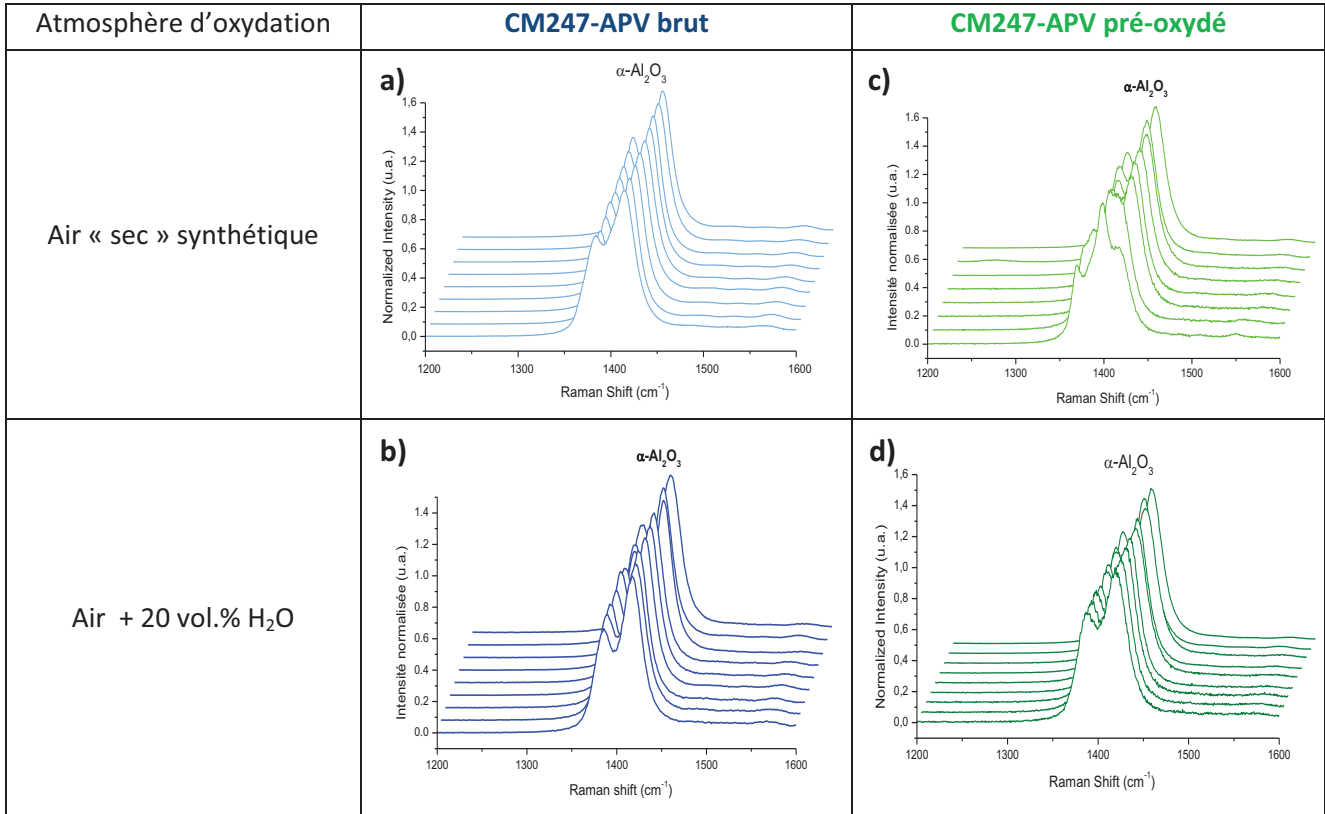 Atmosphère d’oxydation
CM247-APV brut
CM247-APV pré-oxydé
Air « sec » synthétique
a)
α-Al2O3
1,6
1,4
1,2
1,0
0,8
0,6
0,4
0,2
0,0
Normalized Intensity (u.a.)
1200
1300
1400
1500
1600
Raman Shift (cm-1)
c)
α-Al2O3
1.6
1.4
1.2
1.0
0.8
0.6
0.4
0.2
0.0
Intensité normalisée (u.a.)
1200
1300
1400
1500
1600
Raman Shift (cm-1)
Air + 20 vol.% H2O
b)
α-Al2O3
1.4
1.2
1.0
0.8
0.6
0.4
0.2
0.0
Intensité normalisée (u.a.)
1200
1300
1400
1500
1600
Raman shift (cm-1)
d)
α-Al2O3
1,6
1,4
1,2
1,0
0,8
0,6
0,4
0,2
0,0
Normalized Intensity (u.a.)
1200
1300
1400
1500
1600
Raman Shift (cm-1)